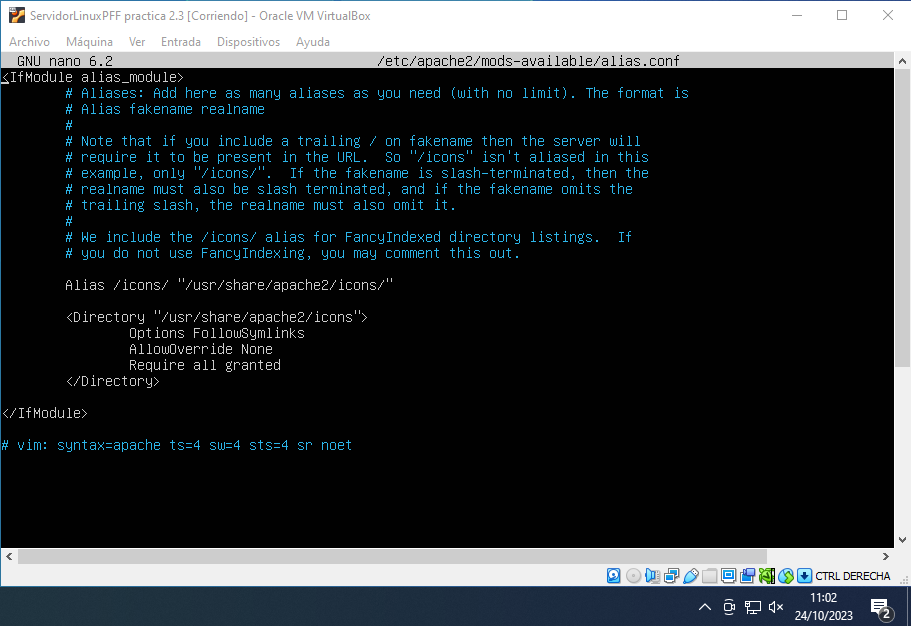 ServidorLinuxPFF practica 2.3 [Corriendo] - Oracle VM VirtualBox
Archivo Máquina Ver Entrada Dispositivos Ayuda
GNU nano 6.2 /etc/apache2/mods-available/alias.conf
<IfModule alias_module>
# Aliases: Add here as many aliases as you need (with no limit). The format is
# Alias fakename realname
#
# Note that if you include a trailing / on fakename then the server will
# require it to be present in the URL.  So "/icons" isn't aliased in this
# example, only "/icons/".  If the fakename is slash-terminated, then the
# realname must also be slash terminated, and if the fakename omits the
# trailing slash, the realname must also omit it.
#
# We include the /icons/ alias for FancyIndexed directory listings.  If
# you do not use FancyIndexing, you may comment this out.
Alias /icons/ "/usr/share/apache2/icons/"
<Directory "/usr/share/apache2/icons">
Options FollowSymlinks
AllowOverride None
Require all granted
</Directory>
</IfModule>
# vim: syntax=apache ts=4 sw=4 sts=4 sr noet
CTRL DERECHA
11:02
24/10/2023
2